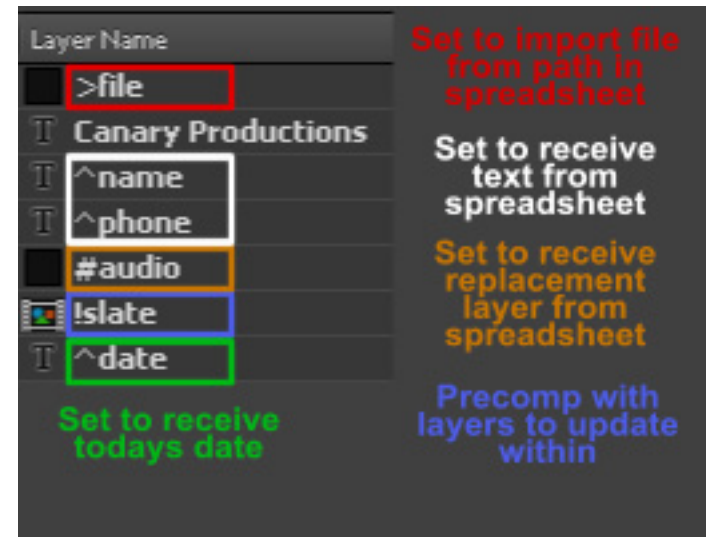 Layer Name
>file
T Canary Productions
T ^name
T ^phone
#audio
!slate
T ^date
Set to import file
from path in
spreadsheet
Set to receive
text from
spreadsheet
Set to receive
replacement
layer from
spreadsheet
Precomp with
layers to update
within
Set to receive
todays date